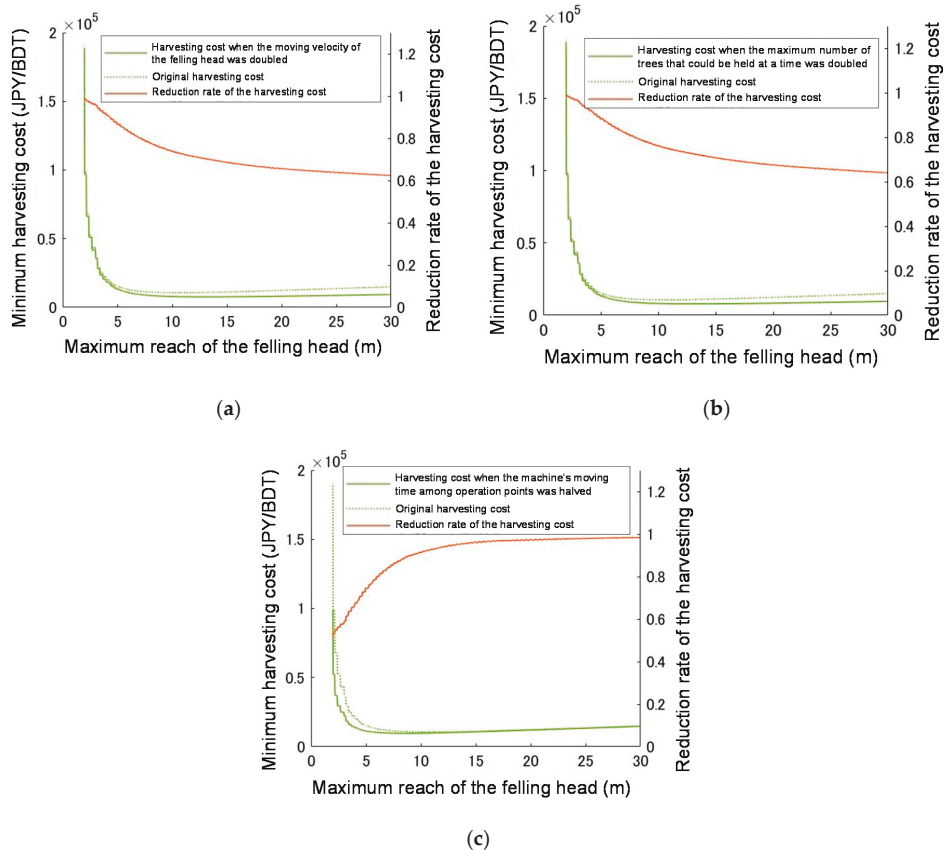 × 10⁵
2
1.5
1
0.5
0
Minimum harvesting cost (JPY/BDT)
Harvesting cost when the moving velocity of
the felling head was doubled
Original harvesting cost
Reduction rate of the harvesting cost
1.2
1
0.8
0.6
0.4
0.2
0
Reduction rate of the harvesting cost
0 5 10 15 20 25 30
Maximum reach of the felling head (m)
(a)
× 10⁵
2
1.5
1
0.5
0
Minimum harvesting cost (JPY/BDT)
Harvesting cost when the maximum number of
trees that could be held at a time was doubled
Original harvesting cost
Reduction rate of the harvesting cost
1.2
1
0.8
0.6
0.4
0.2
0
Reduction rate of the harvesting cost
0 5 10 15 20 25 30
Maximum reach of the felling head (m)
(b)
× 10⁵
2
1.5
1
0.5
0
Minimum harvesting cost (JPY/BDT)
Harvesting cost when the machine's moving
time among operation points was halved
Original harvesting cost
Reduction rate of the harvesting cost
1.2
1
0.8
0.6
0.4
0.2
0
Reduction rate of the harvesting cost
0 5 10 15 20 25 30
Maximum reach of the felling head (m)
(c)